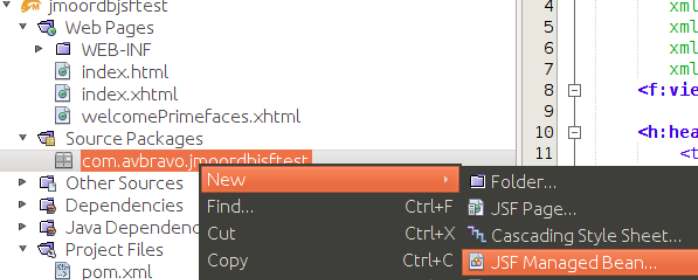 jmoordbjsftest
Web Pages
WEB-INF
index.html
index.xhtml
welcomePrimefaces.xhtml
Source Packages
com.avbravo.jmoordbjsftest
Other Sources
Dependencies
Java Dependenc
Project Files
pom.xml
New
Find... Ctrl+F
Cut Ctrl+X
Copy Ctrl+C
Folder...
JSF Page...
Cascading Style Sheet...
JSF Managed Bean...
4 xml
5 xml
6 xml
7 xml
8 <f:vie
9
10 <h:hea
11 <t